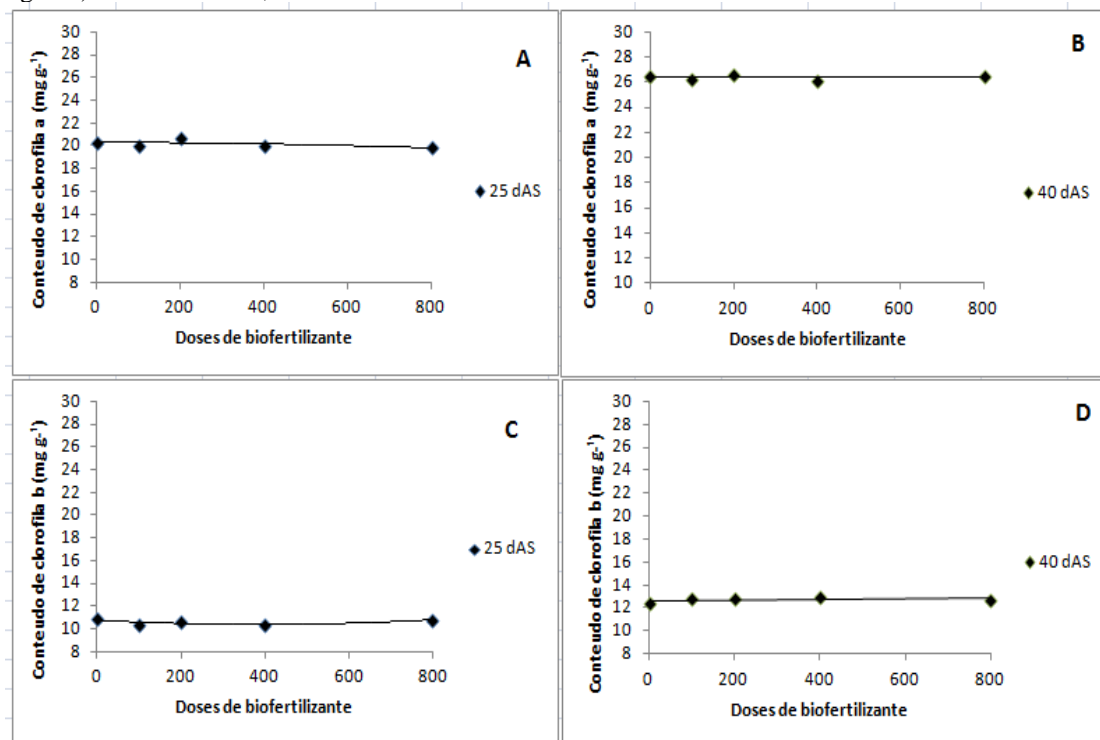 A
Conteudo de clorofila a (mg g-¹)
30
28
26
24
22
20
18
16
14
12
10
8
0 200 400 600 800
Doses de biofertilizante
25 dAS
B
Conteudo de clorofila a (mg g-¹)
30
28
26
24
22
20
18
16
14
12
10
0 200 400 600 800
Doses de biofertilizante
40 dAS
C
Conteudo de clorofila b (mg g-¹)
30
28
26
24
22
20
18
16
14
12
10
8
0 200 400 600 800
Doses de biofertilizante
25 dAS
D
Conteudo de clorofila b (mg g-¹)
30
28
26
24
22
20
18
16
14
12
10
8
0 200 400 600 800
Doses de biofertilizante
40 dAS